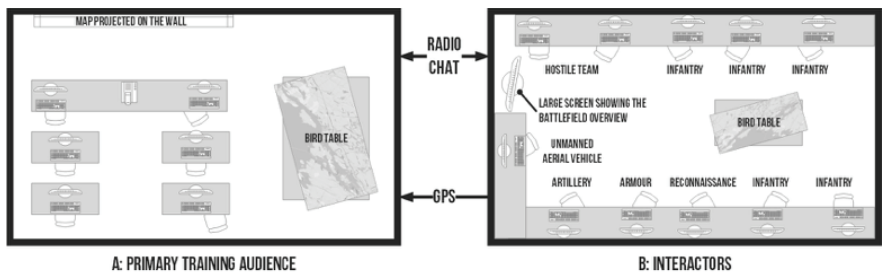 MAP PROJECTED ON THE WALL
BIRD TABLE
A: PRIMARY TRAINING AUDIENCE
RADIO
CHAT
GPS
HOSTILE TEAM
INFANTRY
INFANTRY
INFANTRY
LARGE SCREEN SHOWING THE
BATTLEFIELD OVERVIEW
BIRD TABLE
UNMANNED
AERIAL VEHICLE
ARTILLERY
ARMOUR
RECONNAISSANCE
INFANTRY
INFANTRY
B: INTERACTORS